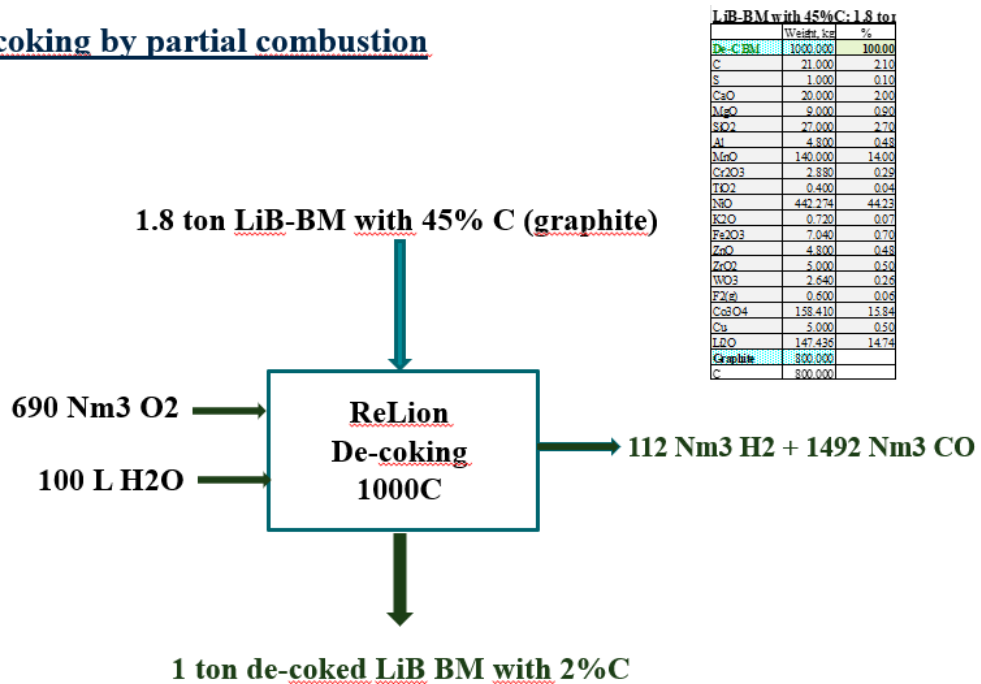 coking by partial combustion
LiB-BM with 45%C: 1.8 tor
Weight, kg %
De-C BM 1000.000 100.00
C 21.000 2.10
S 1.000 0.10
CaO 20.000 2.00
MgO 9.000 0.90
SiO2 27.000 2.70
Al 4.800 0.48
MnO 140.000 14.00
Cr2O3 2.880 0.29
TiO2 0.400 0.04
NiO 442.274 44.23
K2O 0.720 0.07
Fe2O3 7.040 0.70
ZnO 4.800 0.48
ZrO2 5.000 0.50
WO3 2.640 0.26
F2(g) 0.600 0.06
Co3O4 158.410 15.84
Cu 5.000 0.50
Li2O 147.436 14.74
Graphite 800.000
C 800.000
1.8 ton LiB-BM with 45% C (graphite)
690 Nm3 O2
100 L H2O
ReLion
De-coking
1000C
112 Nm3 H2 + 1492 Nm3 CO
1 ton de-coked LiB BM with 2%C